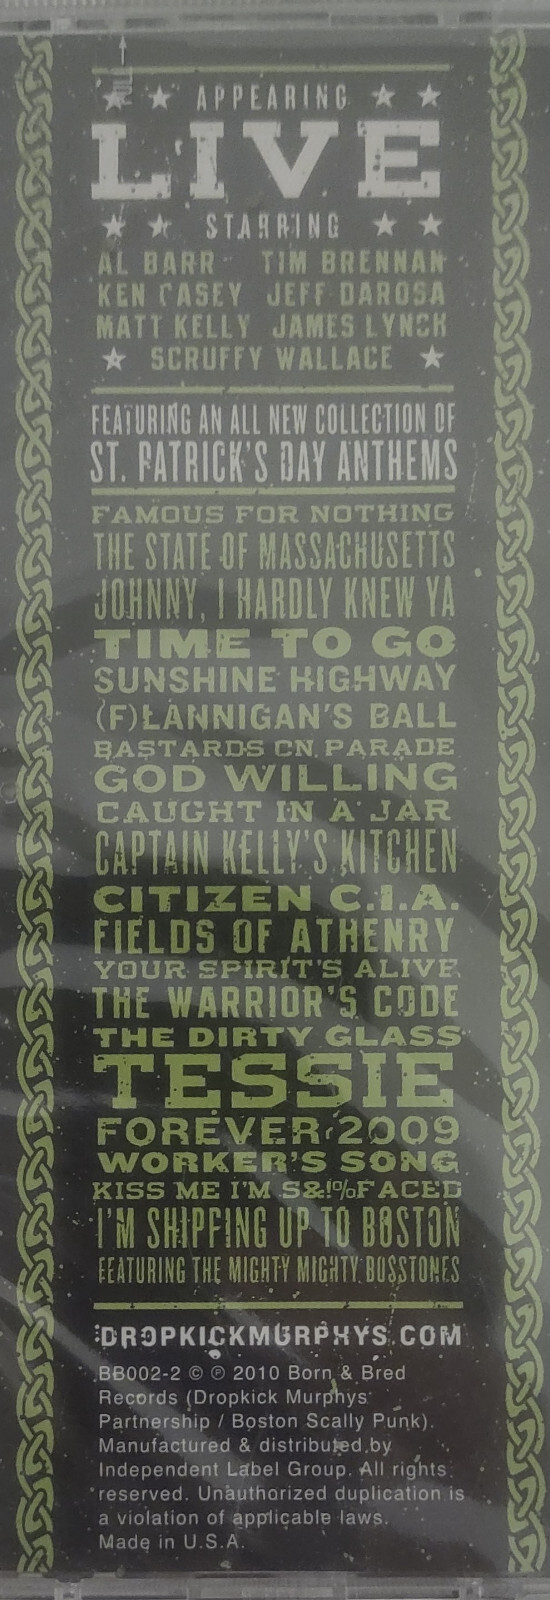 APPEARING
LIVE
STARRING
AL BARR TIM BRENNAN
KEN CASEY JEFF DAROSA
MATT KELLY JAMES LYNCH
SCRUFFY WALLACE
FEATURING AN ALL NEW COLLECTION OF
ST. PATRICK'S DAY ANTHEMS
FAMOUS FOR NOTHING
THE STATE OF MASSACHUSETTS
JOHNNY, I HARDLY KNEW YA
TIME TO GO
SUNSHINE HIGHWAY
(F)LANNIGAN'S BALL
BASTARDS ON PARADE
GOD WILLING
CAUGHT IN A JAR
CAPTAIN KELLY'S KITCHEN
CITIZEN C.I.A.
FIELDS OF ATHENRY
YOUR SPIRIT'S ALIVE
THE WARRIOR'S CODE
THE DIRTY GLASS
TESSIE
FOREVER 2009
WORKER'S SONG
KISS ME I'M S&!%FACED
I'M SHIPPING UP TO BOSTON
FEATURING THE MIGHTY MIGHTY BOSSTONES
DROPKICKMURPHYS.COM
BB002-2 © ℗ 2010 Born & Bred
Records (Dropkick Murphys
Partnership / Boston Scally Punk).
Manufactured & distributed by
Independent Label Group. All rights
reserved. Unauthorized duplication is
a violation of applicable laws.
Made in U.S.A.